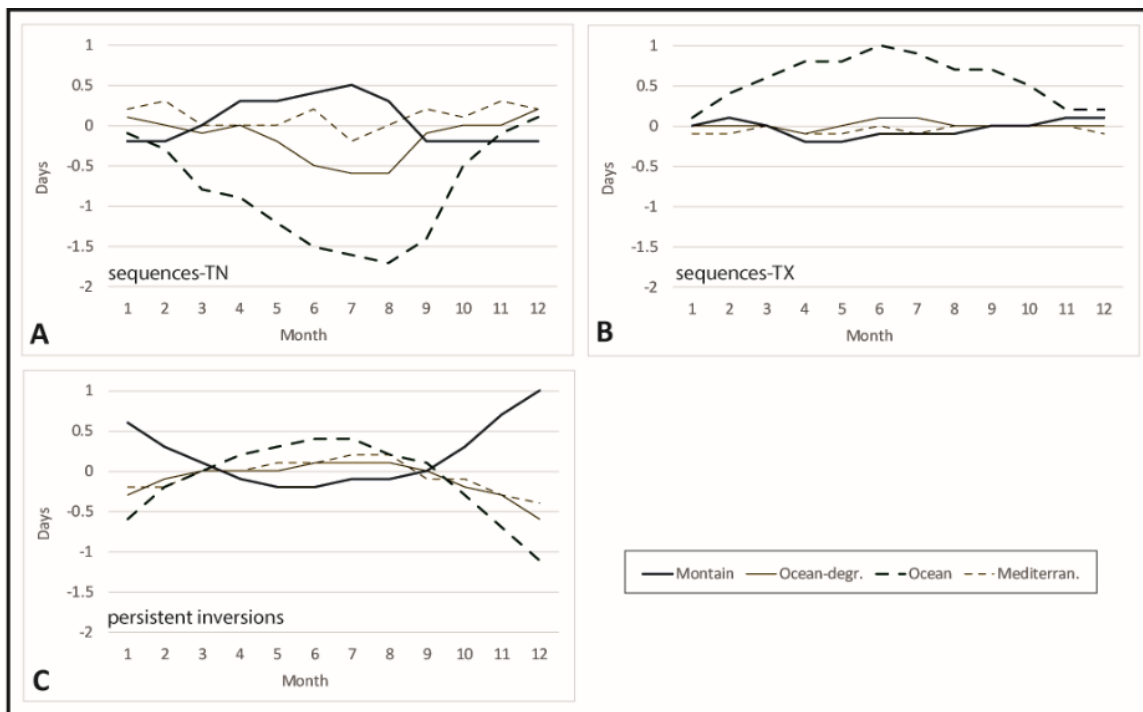 1
0.5
0
-0.5
-1
-1.5
-2
Days
sequences-TN
1 2 3 4 5 6 7 8 9 10 11 12
Month
A
1
0.5
0
-0.5
-1
-1.5
-2
Days
sequences-TX
1 2 3 4 5 6 7 8 9 10 11 12
Month
B
1
0.5
0
-0.5
-1
-1.5
-2
Days
persistent inversions
1 2 3 4 5 6 7 8 9 10 11 12
Month
C
Montain Ocean-degr. Ocean Mediterran.